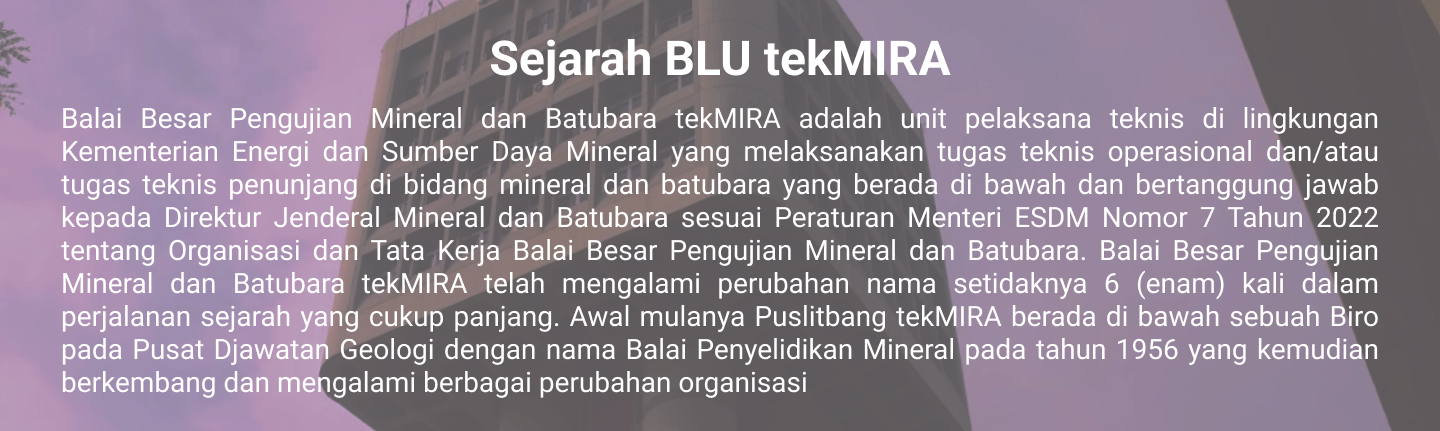 Sejarah BLU tekMIRA
Balai Besar Pengujian Mineral dan Batubara tekMIRA adalah unit pelaksana teknis di lingkungan
Kementerian Energi dan Sumber Daya Mineral yang melaksanakan tugas teknis operasional dan/atau
tugas teknis penunjang di bidang mineral dan batubara yang berada di bawah dan bertanggung jawab
kepada Direktur Jenderal Mineral dan Batubara sesuai Peraturan Menteri ESDM Nomor 7 Tahun 2022
tentang Organisasi dan Tata Kerja Balai Besar Pengujian Mineral dan Batubara. Balai Besar Pengujian
Mineral dan Batubara tekMIRA telah mengalami perubahan nama setidaknya 6 (enam) kali dalam
perjalanan sejarah yang cukup panjang. Awal mulanya Puslitbang tekMIRA berada di bawah sebuah Biro
pada Pusat Djawatan Geologi dengan nama Balai Penyelidikan Mineral pada tahun 1956 yang kemudian
berkembang dan mengalami berbagai perubahan organisasi